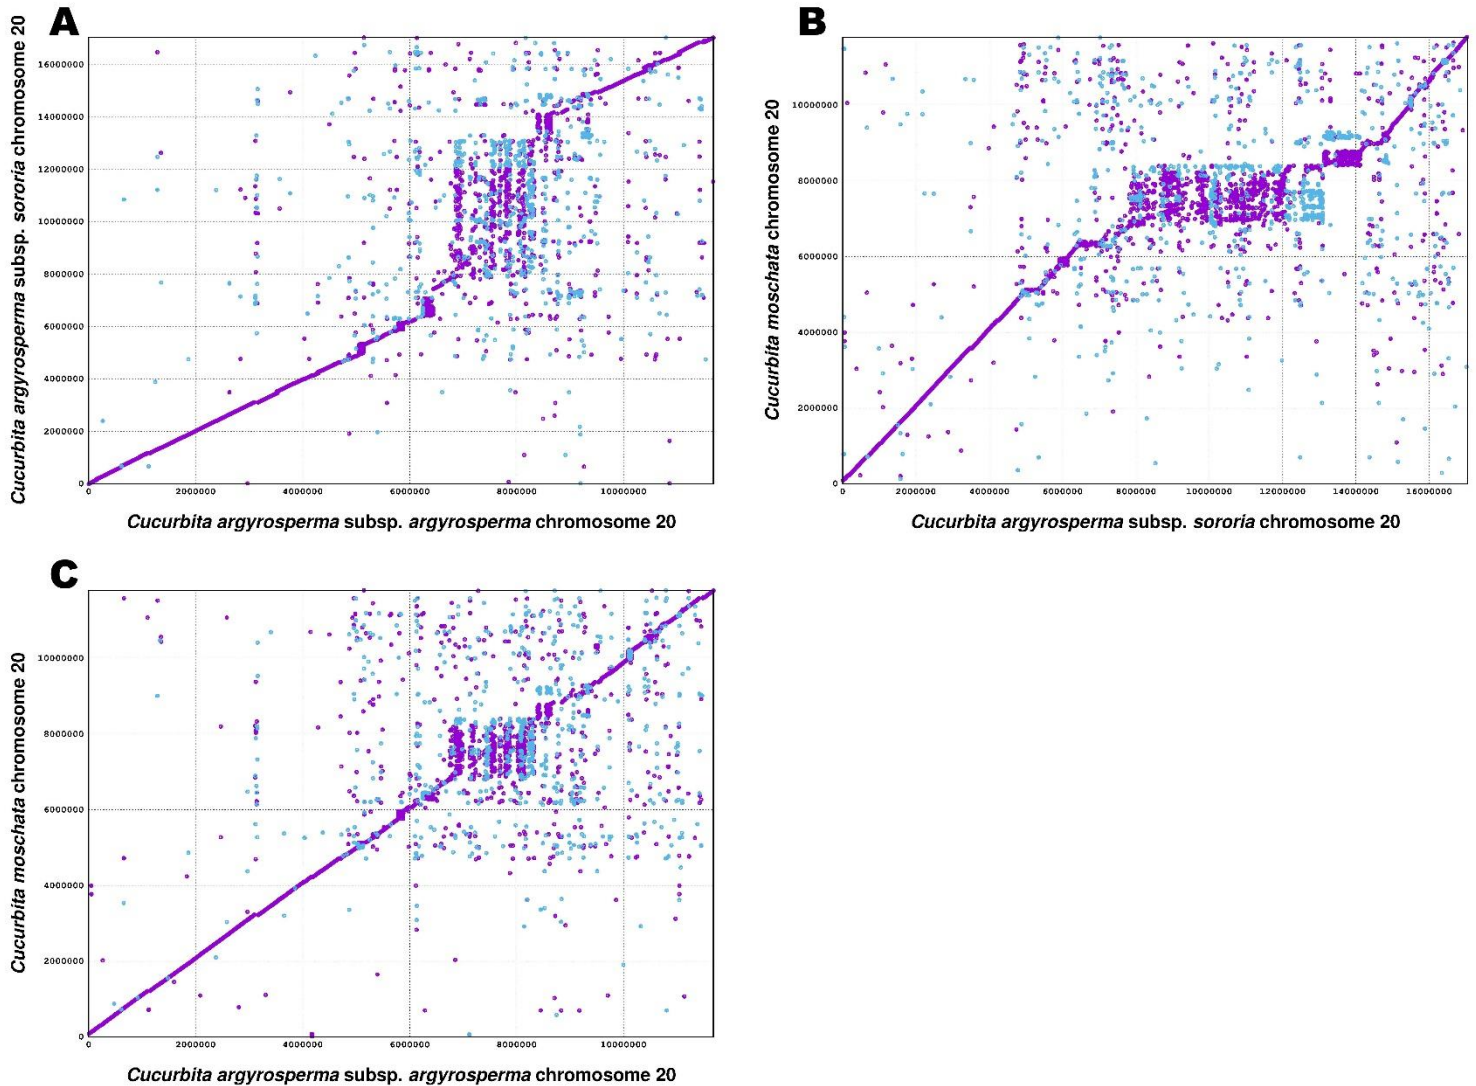 A
Cucurbita argyrosperma subsp. sororia chromosome 20
16000000
14000000
12000000
10000000
8000000
6000000
4000000
2000000
0
0 2000000 4000000 6000000 8000000 10000000
Cucurbita argyrosperma subsp. argyrosperma chromosome 20
B
Cucurbita moschata chromosome 20
10000000
8000000
6000000
4000000
2000000
0
0 2000000 4000000 6000000 8000000 10000000 12000000 14000000 16000000
Cucurbita argyrosperma subsp. sororia chromosome 20
C
Cucurbita moschata chromosome 20
10000000
8000000
6000000
4000000
2000000
0
0 2000000 4000000 6000000 8000000 10000000
Cucurbita argyrosperma subsp. argyrosperma chromosome 20